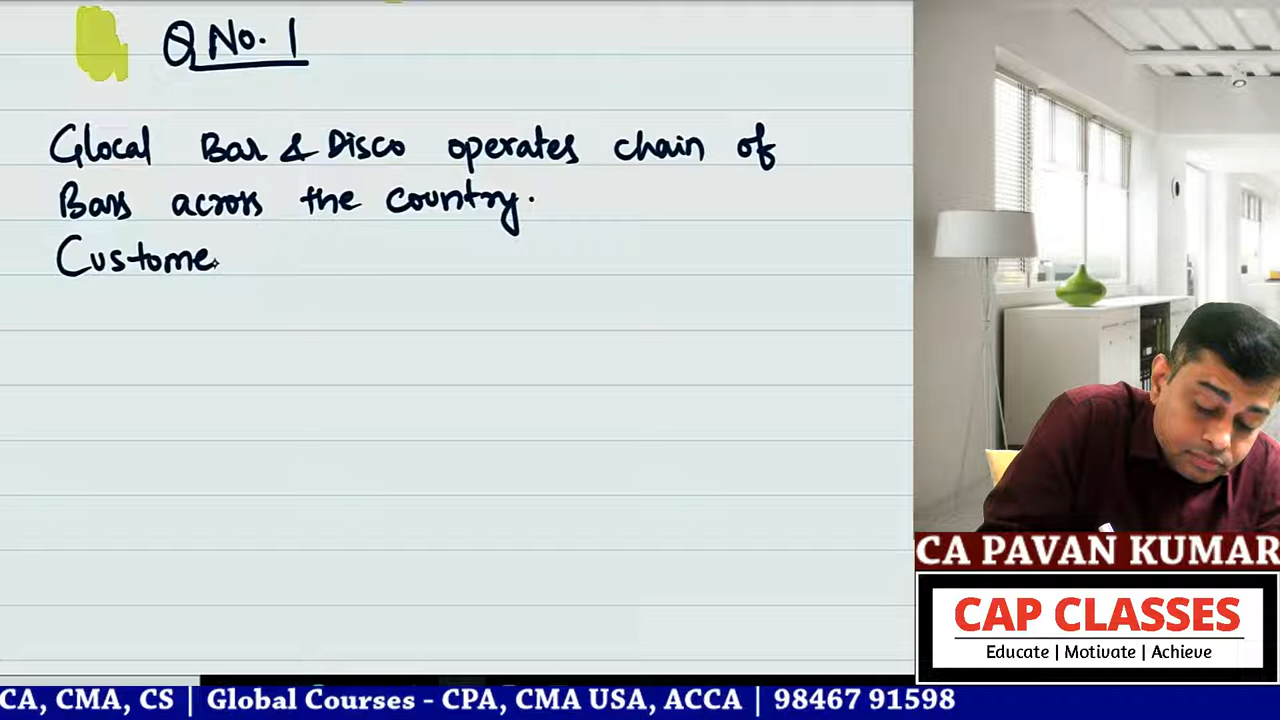 Q No. 1
Glocal Bar & Disco operates chain of
Bars across the country.
Custome
CA PAVAN KUMAR
CAP CLASSES
Educate | Motivate | Achieve
CA, CMA, CS | Global Courses - CPA, CMA USA, ACCA | 98467 91598